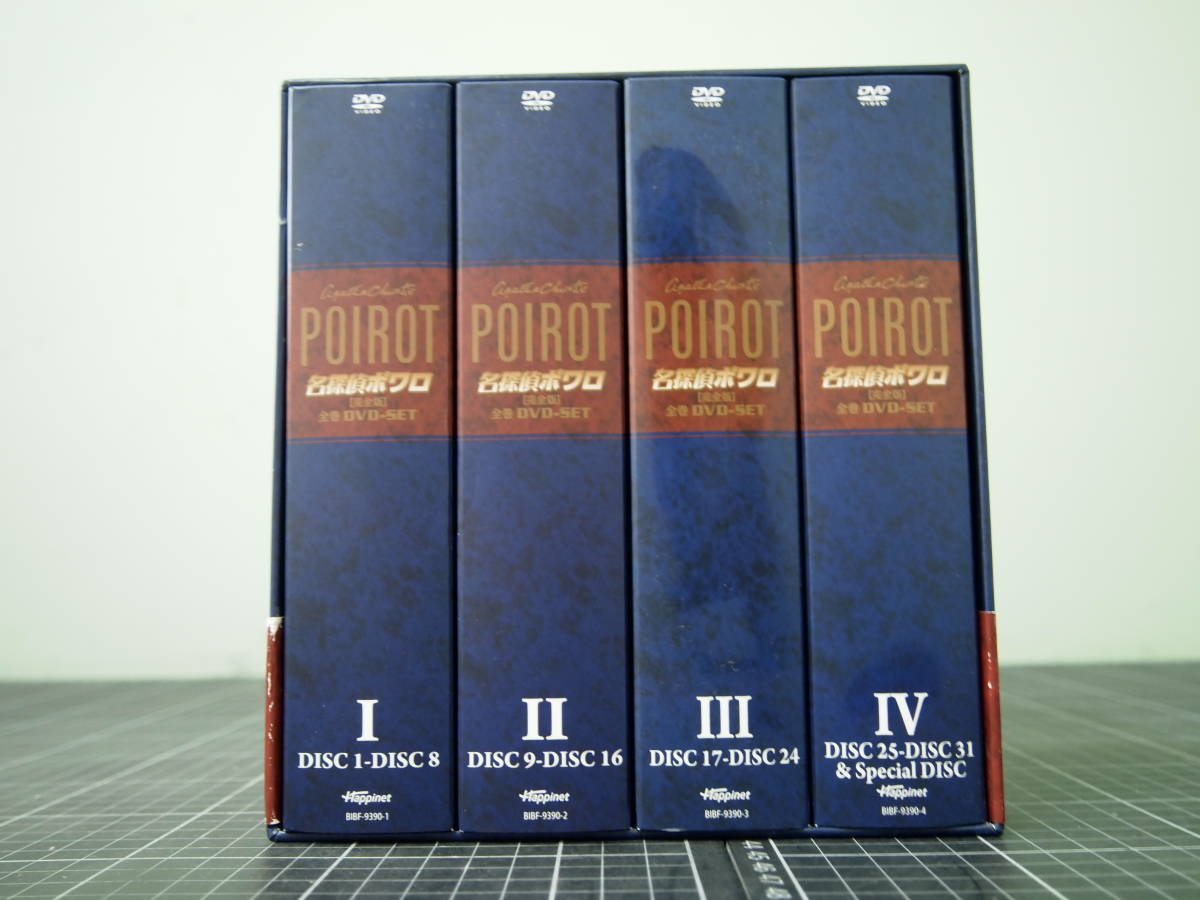 DVD
VIDEO
Agatha Christie
POIROT
名探偵ポワロ
[完全版]
全巻 DVD-SET
I
DISC 1-DISC 8
Happinet
BIBF-9390-1
DVD
VIDEO
Agatha Christie
POIROT
名探偵ポワロ
[完全版]
全巻 DVD-SET
II
DISC 9-DISC 16
Happinet
BIBF-9390-2
DVD
VIDEO
Agatha Christie
POIROT
名探偵ポワロ
[完全版]
全巻 DVD-SET
III
DISC 17-DISC 24
Happinet
BIBF-9390-3
DVD
VIDEO
Agatha Christie
POIROT
名探偵ポワロ
[完全版]
全巻 DVD-SET
IV
DISC 25-DISC 31
& Special DISC
Happinet
BIBF-9390-4